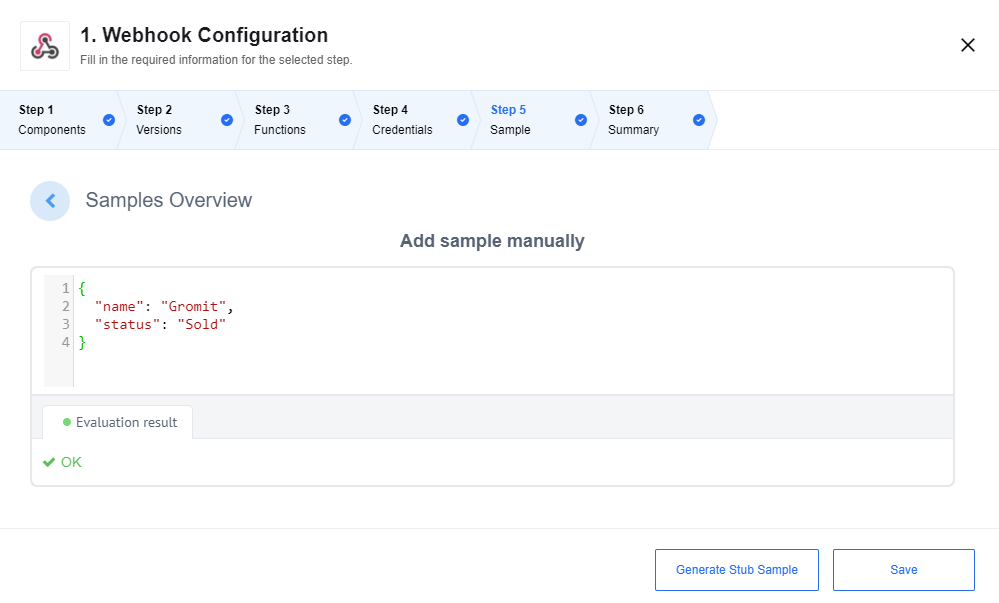 1. Webhook Configuration
Fill in the required information for the selected step.
Step 1
Components
Step 2
Versions
Step 3
Functions
Step 4
Credentials
Step 5
Sample
Step 6
Summary
Samples Overview
Add sample manually
1 {
2   "name": "Gromit",
3   "status": "Sold"
4 }
Evaluation result
OK
Generate Stub Sample
Save